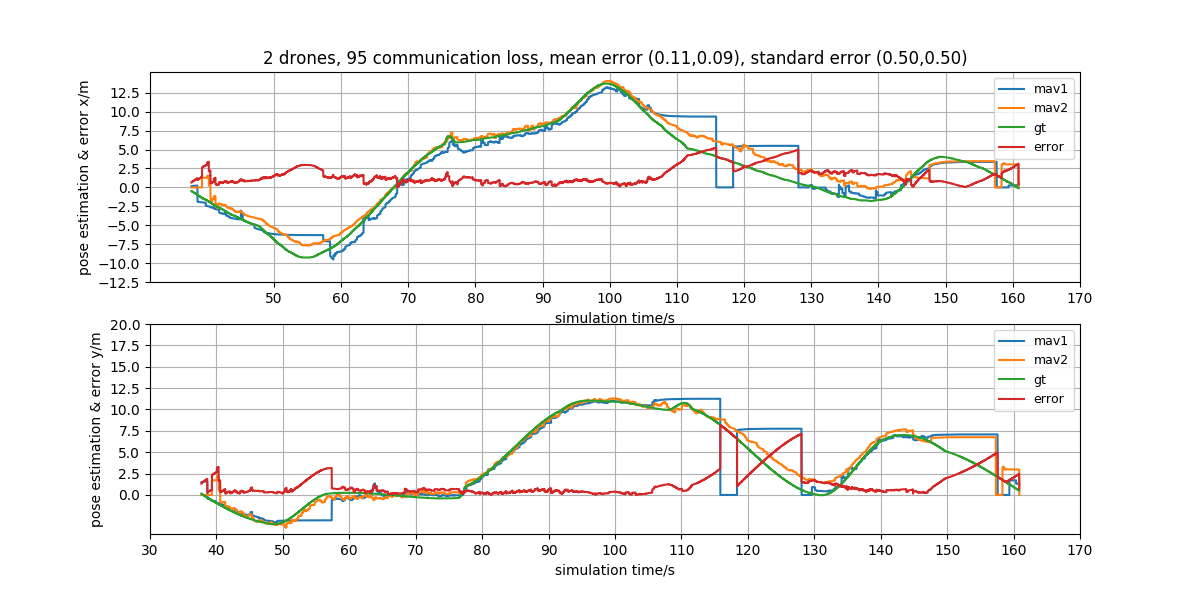 2 drones, 95 communication loss, mean error (0.11,0.09), standard error (0.50,0.50)
pose estimation & error x/m
12.5
10.0
7.5
5.0
2.5
0.0
−2.5
−5.0
−7.5
−10.0
−12.5
mav1
mav2
gt
error
50 60 70 80 90 100 110 120 130 140 150 160 170
simulation time/s
pose estimation & error y/m
20.0
17.5
15.0
12.5
10.0
7.5
5.0
2.5
0.0
mav1
mav2
gt
error
30 40 50 60 70 80 90 100 110 120 130 140 150 160 170
simulation time/s